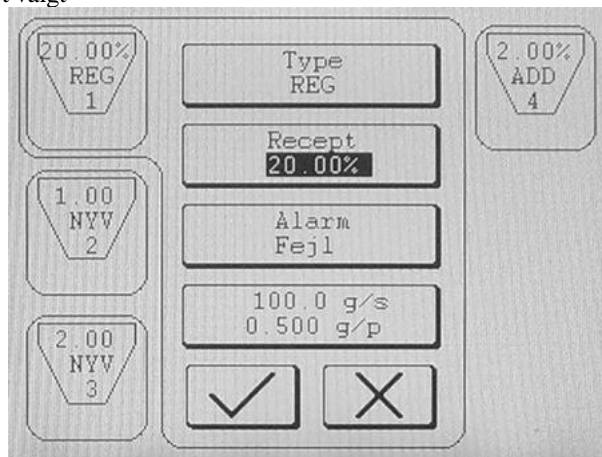 t valgt
20.00%
REG
1
Type
REG
2.00%
ADD
4
Recept
20.00%
1.00
NYV
2
Alarm
Fejl
100.0 g/s
0.500 g/p
2.00
NYV
3